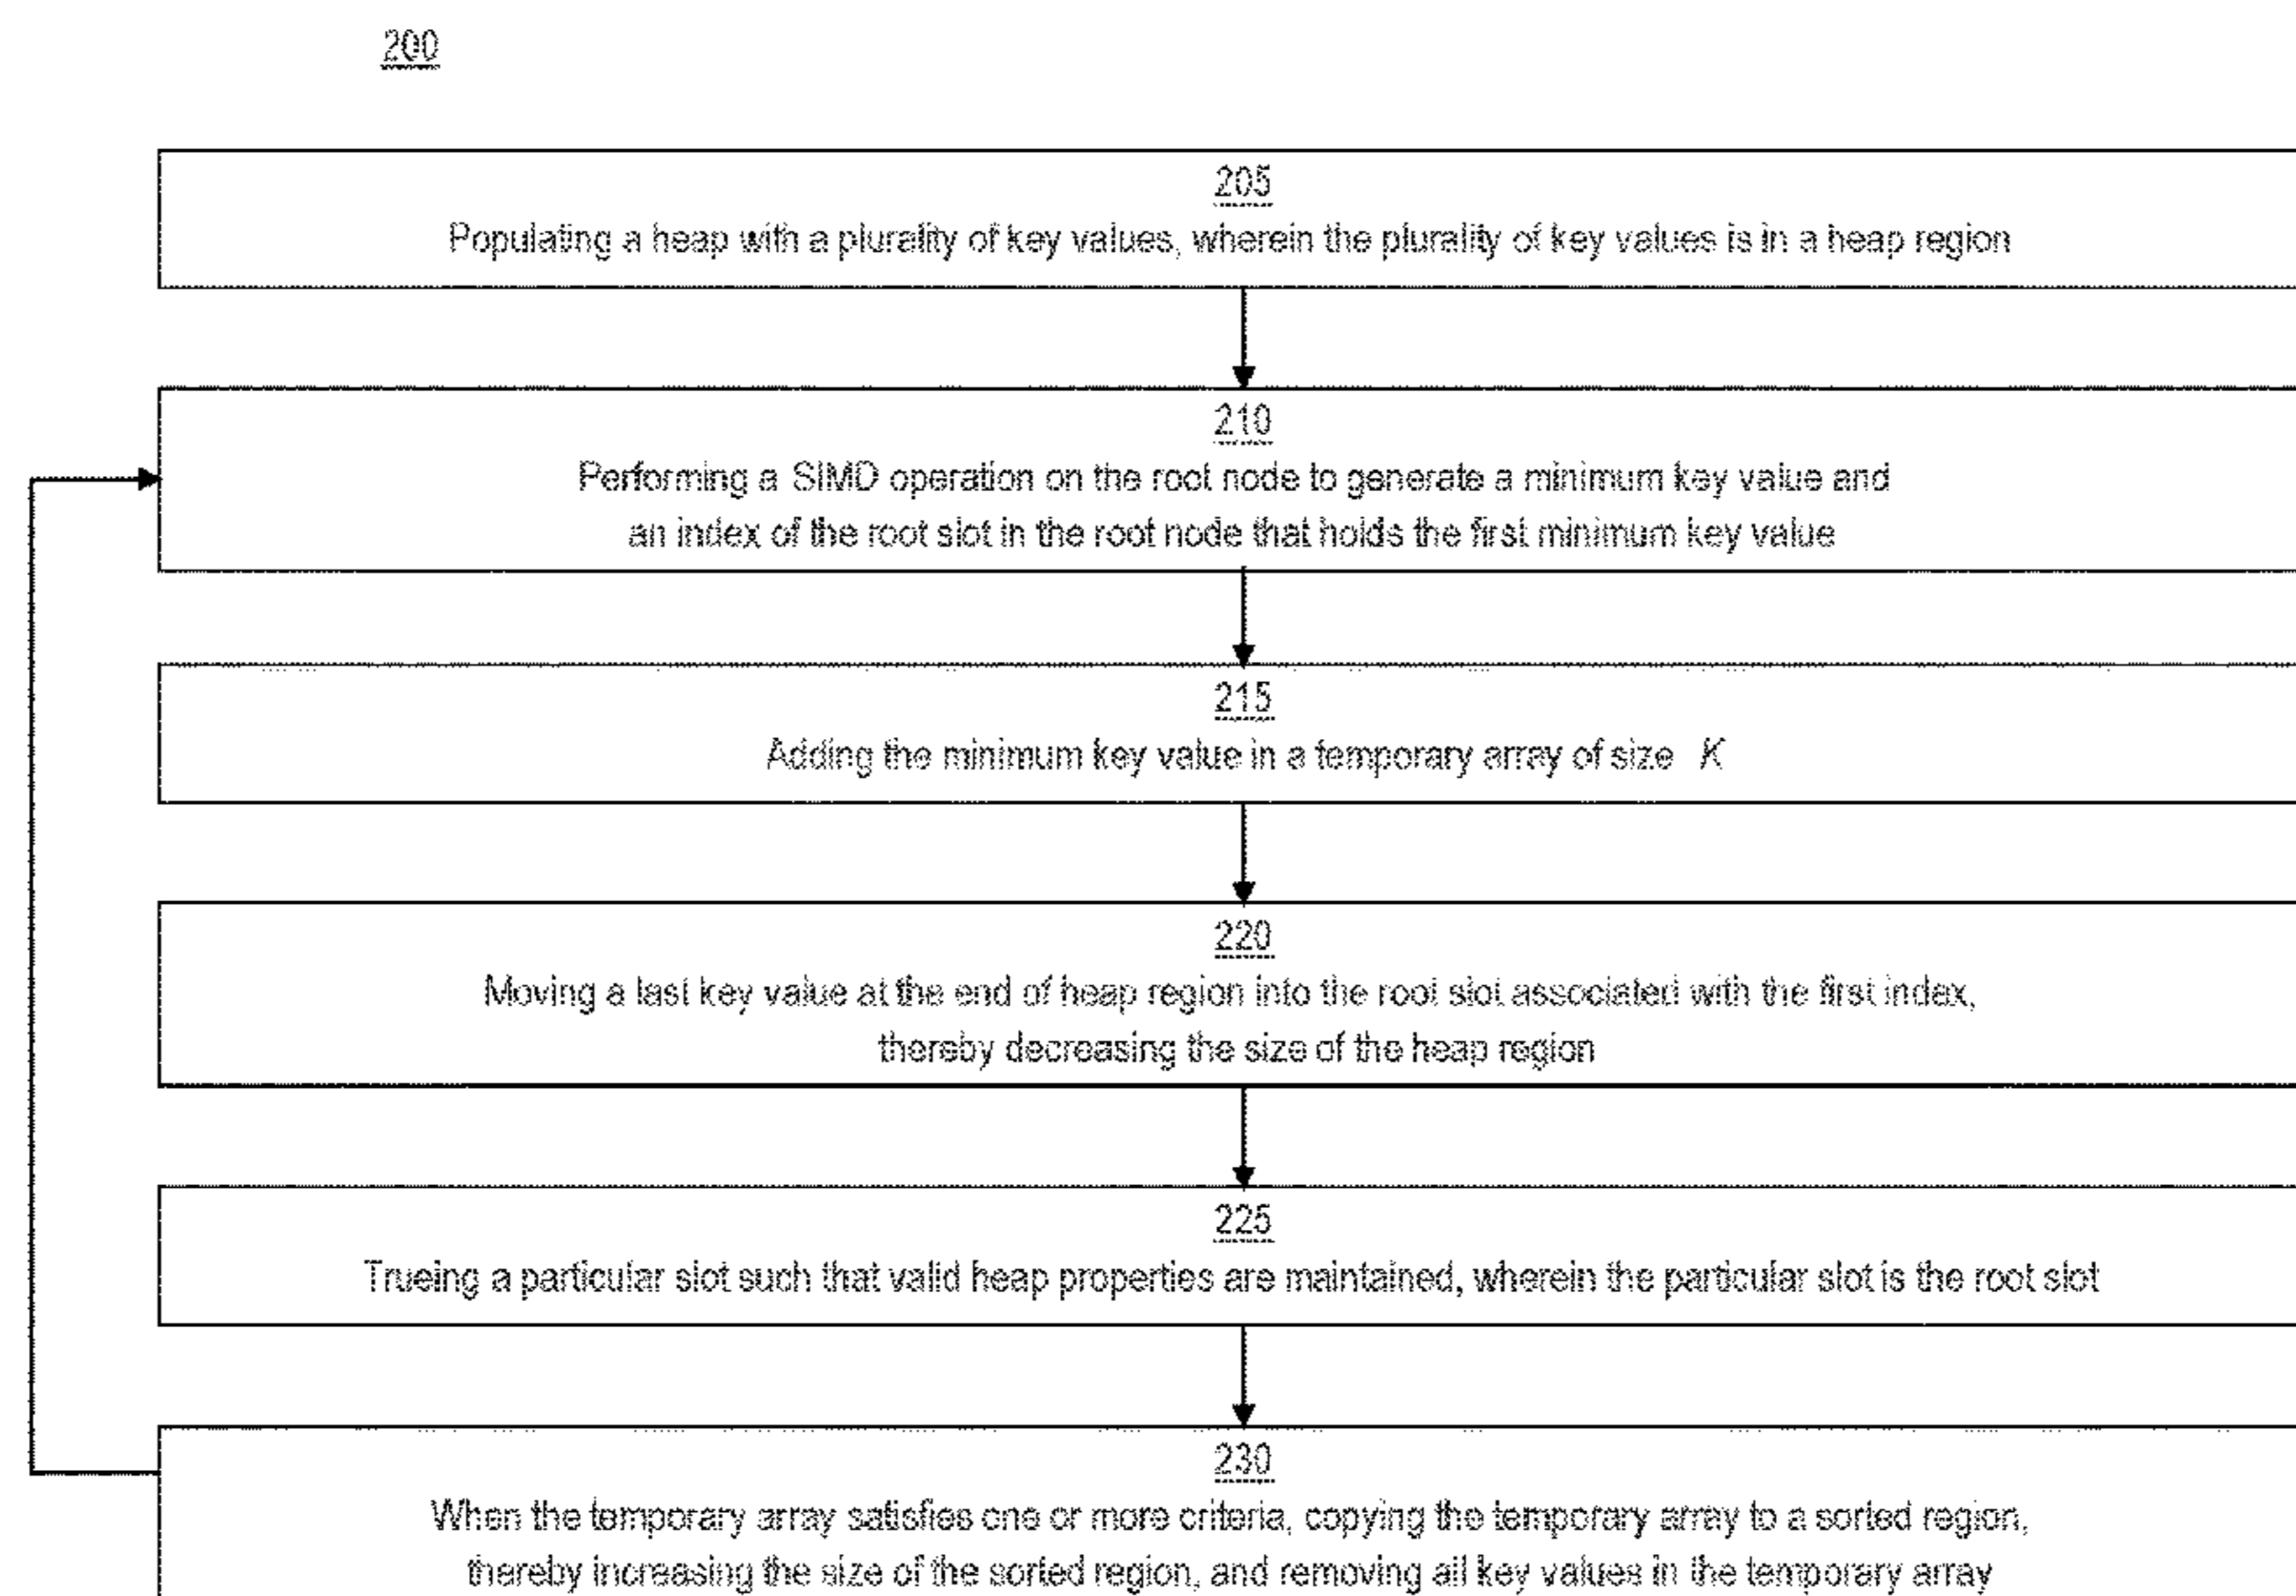 200
205
Populating a heap with a plurality of key values, wherein the plurality of key values is in a heap region
210
Performing a SIMD operation on the root node to generate a minimum key value and
an index of the root slot in the root node that holds the first minimum key value
215
Adding the minimum key value in a temporary array of size K
220
Moving a last key value at the end of heap region into the root slot associated with the first index,
thereby decreasing the size of the heap region
225
Trueing a particular slot such that valid heap properties are maintained, wherein the particular slot is the root slot
230
When the temporary array satisfies one or more criteria, copying the temporary array to a sorted region,
thereby increasing the size of the sorted region, and removing all key values in the temporary array